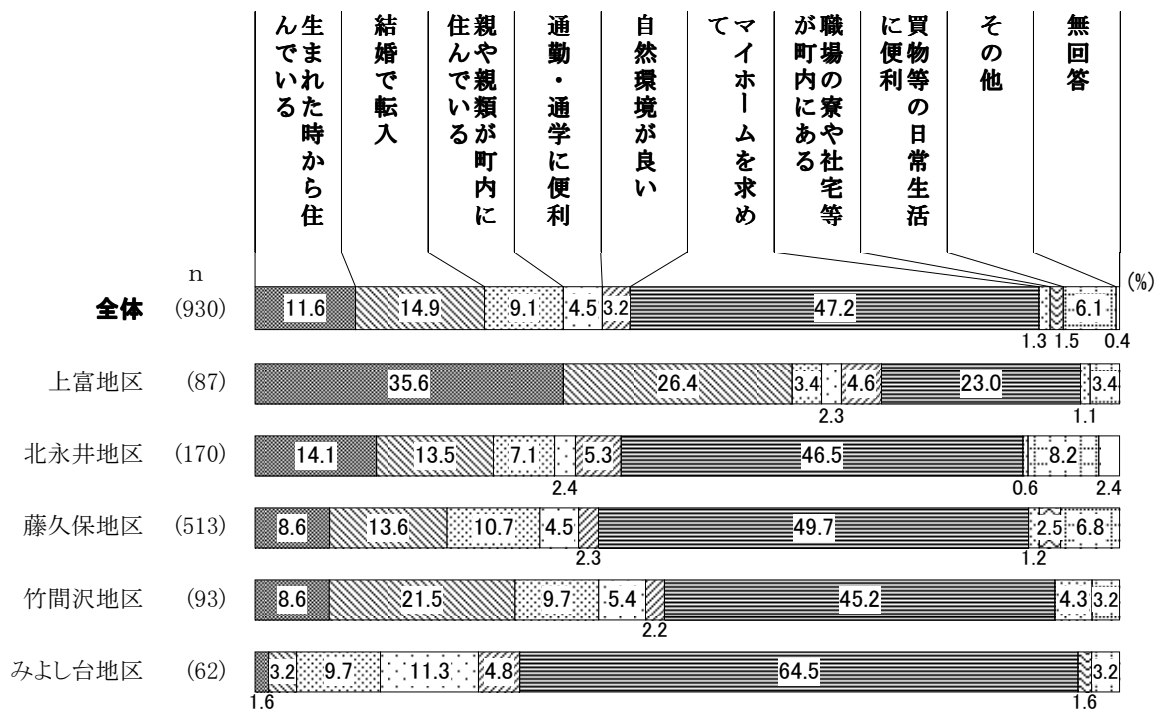 生まれた時から住
んでいる
結婚で転入
親や親類が町内に
住んでいる
通勤・通学に便利
自然環境が良い
マイホームを求め
て
職場の寮や社宅等
が町内にある
買物等の日常生活
に便利
その他
無回答
n
(%)
全体 (930) 11.6 14.9 9.1 4.5 3.2 47.2 6.1
1.3 1.5 0.4
上富地区 (87) 35.6 26.4 3.4 4.6 23.0 3.4
2.3 1.1
北永井地区 (170) 14.1 13.5 7.1 5.3 46.5 8.2
2.4 0.6 2.4
藤久保地区 (513) 8.6 13.6 10.7 4.5 49.7 2.5 6.8
2.3 1.2
竹間沢地区 (93) 8.6 21.5 9.7 5.4 45.2 4.3 3.2
2.2
みよし台地区 (62) 3.2 9.7 11.3 4.8 64.5 3.2
1.6 1.6